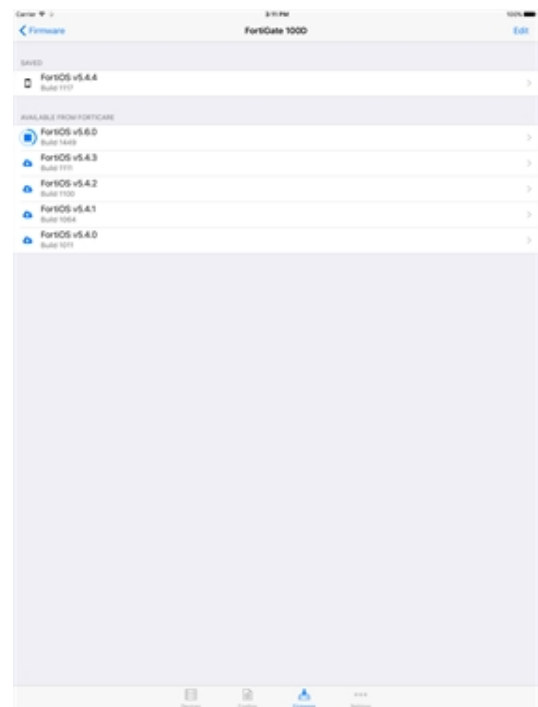 Carrier 3:11 PM 100%
Firmware FortiGate 100D Edit
SAVED
FortiOS v5.4.4
Build 1117
AVAILABLE FROM FORTICARE
FortiOS v5.6.0
Build 1449
FortiOS v5.4.3
Build 1111
FortiOS v5.4.2
Build 1100
FortiOS v5.4.1
Build 1064
FortiOS v5.4.0
Build 1011
Firmware